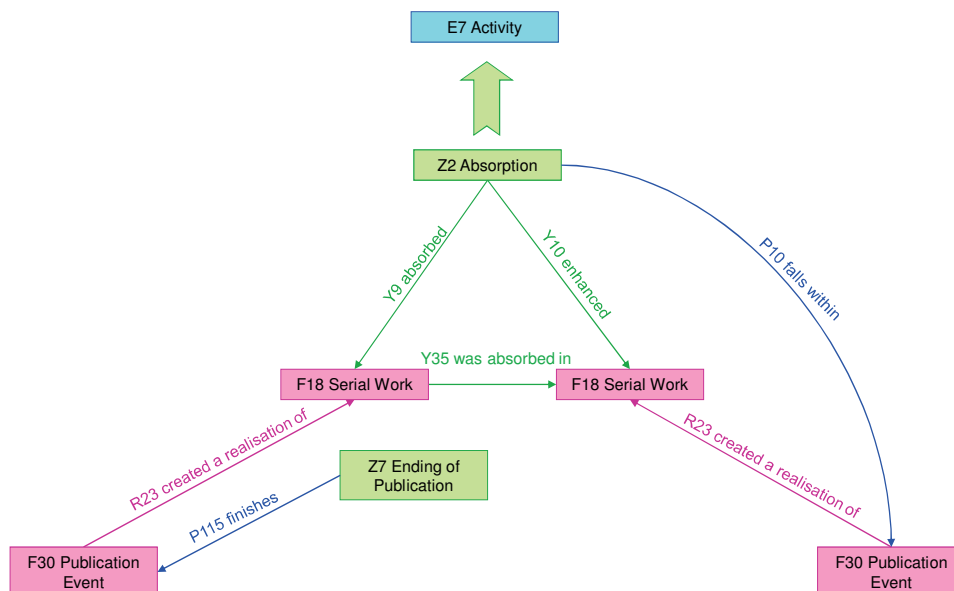 E7 Activity
Z2 Absorption
Y9 absorbed
Y10 enhanced
P10 falls within
Y35 was absorbed in
F18 Serial Work
F18 Serial Work
R23 created a realisation of
R23 created a realisation of
Z7 Ending of
Publication
P115 finishes
F30 Publication
Event
F30 Publication
Event